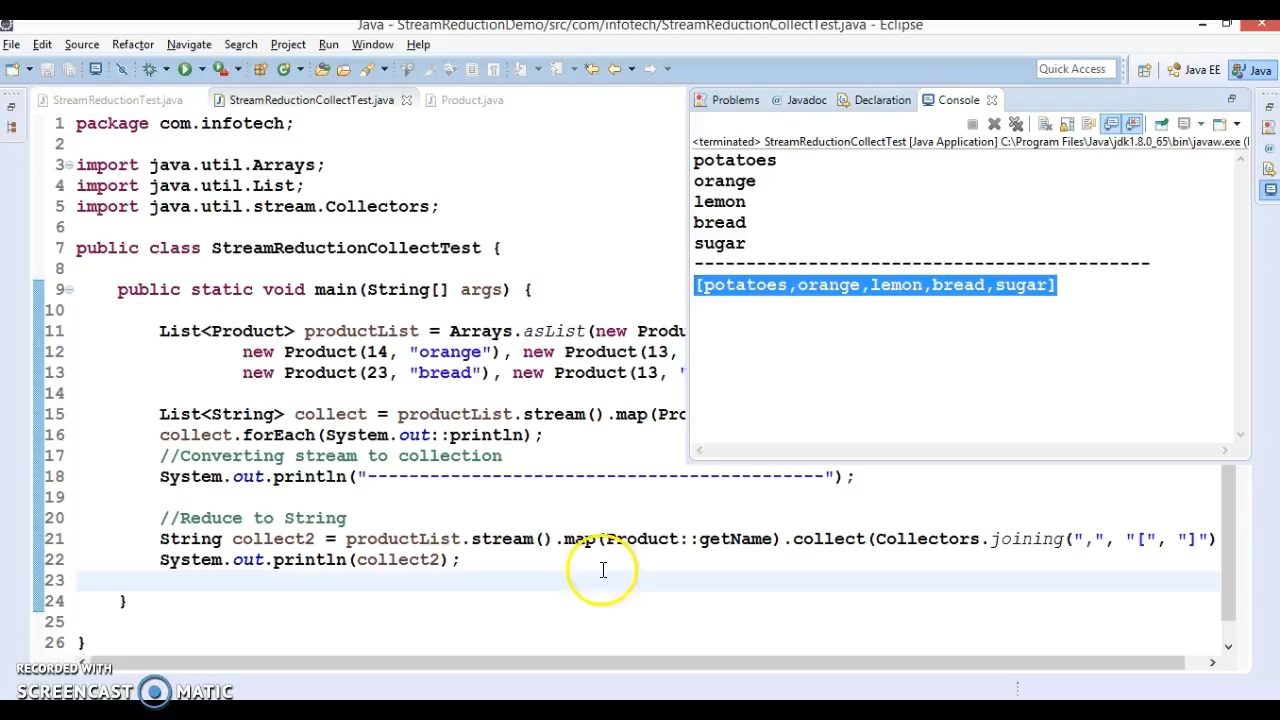 Java - StreamReductionDemo/src/com/infotech/StreamReductionCollectTest.java - Eclipse
File Edit Source Refactor Navigate Search Project Run Window Help
Quick Access Java EE Java
StreamReductionTest.java StreamReductionCollectTest.java Product.java
Problems @ Javadoc Declaration Console
<terminated> StreamReductionCollectTest [Java Application] C:\Program Files\Java\jdk1.8.0_65\bin\javaw.exe (
potatoes
orange
lemon
bread
sugar
--------------------------------------------
[potatoes,orange,lemon,bread,sugar]
1 package com.infotech;
2
3 import java.util.Arrays;
4 import java.util.List;
5 import java.util.stream.Collectors;
6
7 public class StreamReductionCollectTest {
8
9 public static void main(String[] args) {
10
11 List<Product> productList = Arrays.asList(new Produ
12 new Product(14, "orange"), new Product(13,
13 new Product(23, "bread"), new Product(13, "
14
15 List<String> collect = productList.stream().map(Pro
16 collect.forEach(System.out::println);
17 //Converting stream to collection
18 System.out.println("--------------------------------------------");
19
20 //Reduce to String
21 String collect2 = productList.stream().map(Product::getName).collect(Collectors.joining(",", "[", "]")
22 System.out.println(collect2);
23
24 }
25
26 }
RECORDED WITH
SCREENCAST MATIC